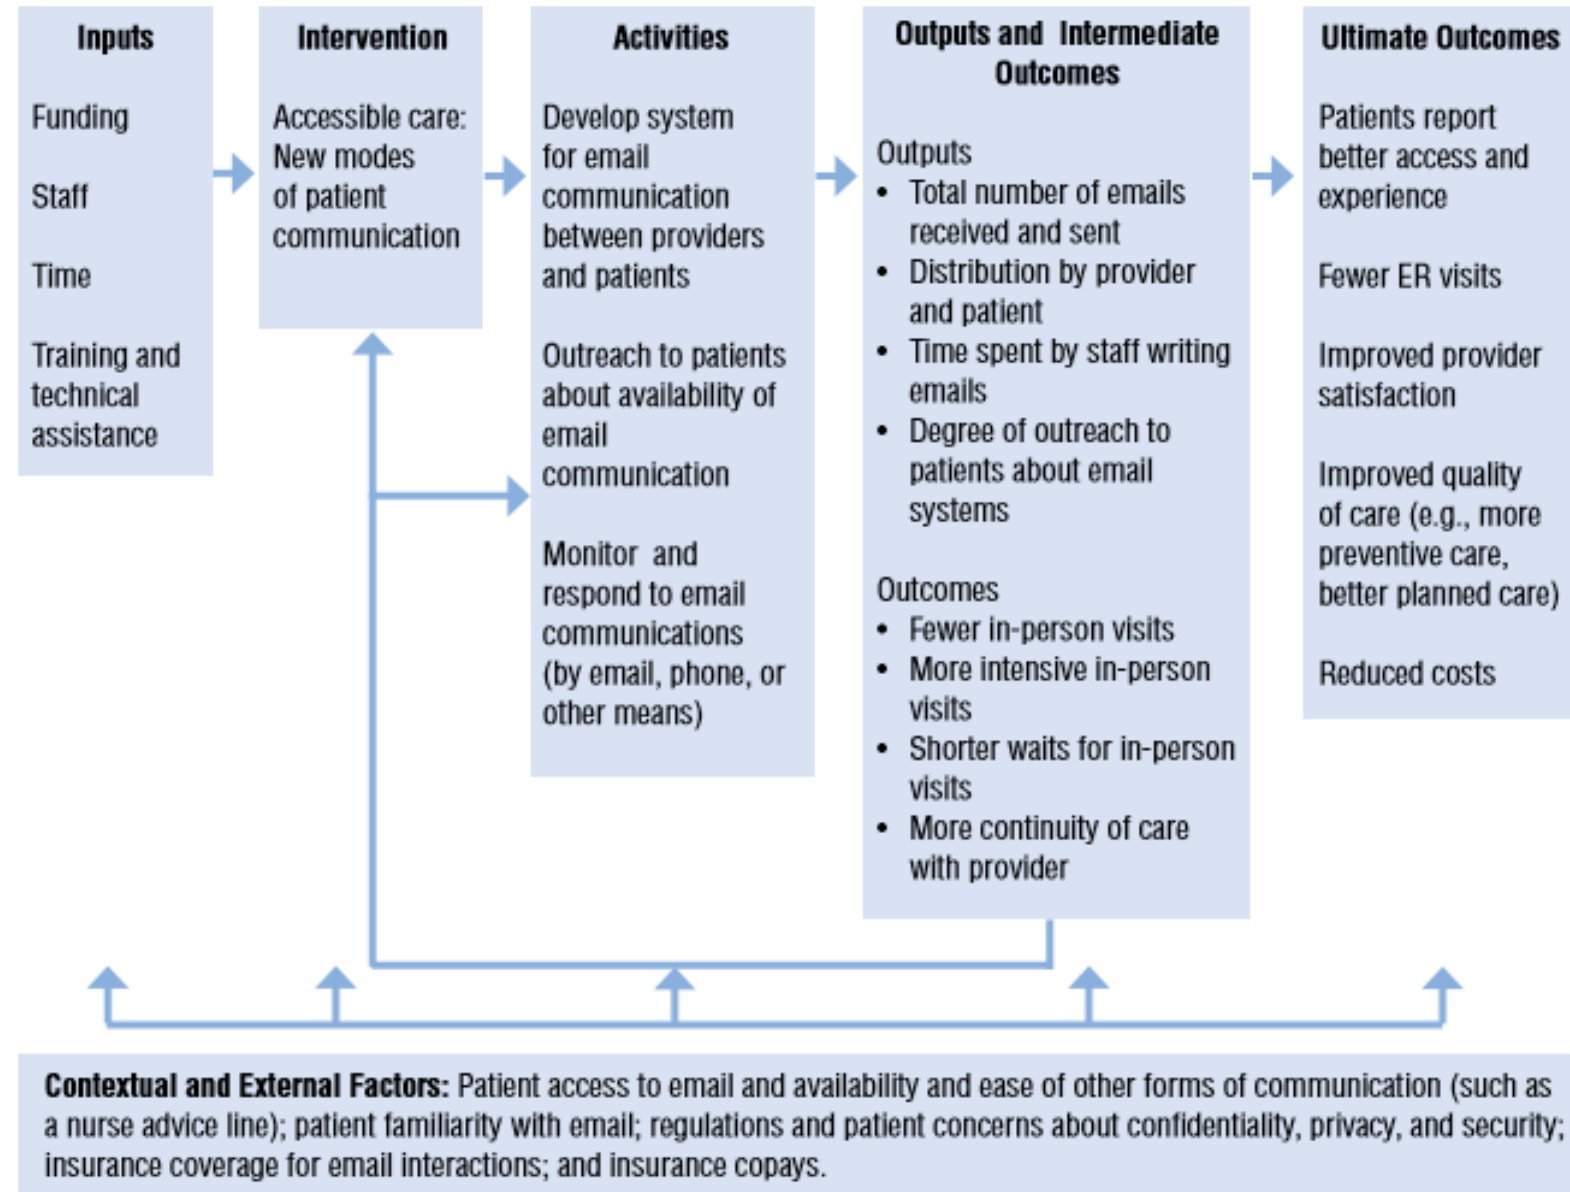 Inputs
Funding
Staff
Time
Training and
technical
assistance
Intervention
Accessible care:
New modes
of patient
communication
Activities
Develop system
for email
communication
between providers
and patients
Outreach to patients
about availability of
email
communication
Monitor and
respond to email
communications
(by email, phone, or
other means)
Outputs and Intermediate
Outcomes
Outputs
• Total number of emails
received and sent
• Distribution by provider
and patient
• Time spent by staff writing
emails
• Degree of outreach to
patients about email
systems
Outcomes
• Fewer in-person visits
• More intensive in-person
visits
• Shorter waits for in-person
visits
• More continuity of care
with provider
Ultimate Outcomes
Patients report
better access and
experience
Fewer ER visits
Improved provider
satisfaction
Improved quality
of care (e.g., more
preventive care,
better planned care)
Reduced costs
Contextual and External Factors: Patient access to email and availability and ease of other forms of communication (such as
a nurse advice line); patient familiarity with email; regulations and patient concerns about confidentiality, privacy, and security;
insurance coverage for email interactions; and insurance copays.